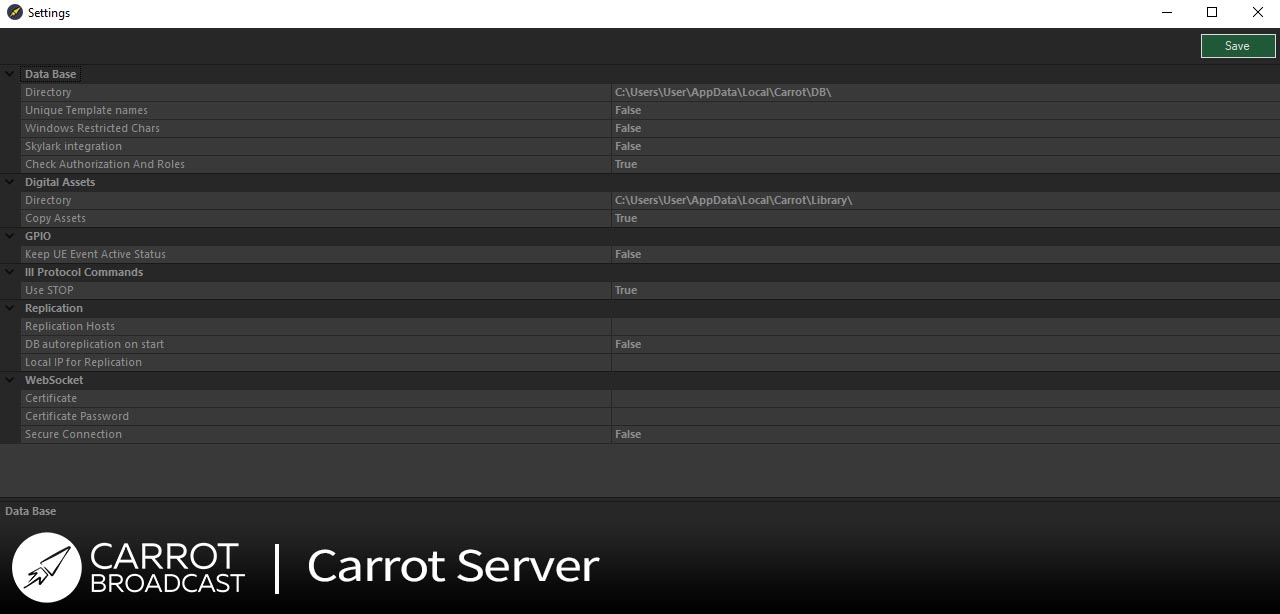 Settings
Save
Data Base
Directory C:\Users\User\AppData\Local\Carrot\DB\
Unique Template names False
Windows Restricted Chars False
Skylark integration False
Check Authorization And Roles True
Digital Assets
Directory C:\Users\User\AppData\Local\Carrot\Library\
Copy Assets True
GPIO
Keep UE Event Active Status False
III Protocol Commands
Use STOP True
Replication
Replication Hosts
DB autoreplication on start False
Local IP for Replication
WebSocket
Certificate
Certificate Password
Secure Connection False
Data Base
CARROT
BROADCAST
Carrot Server